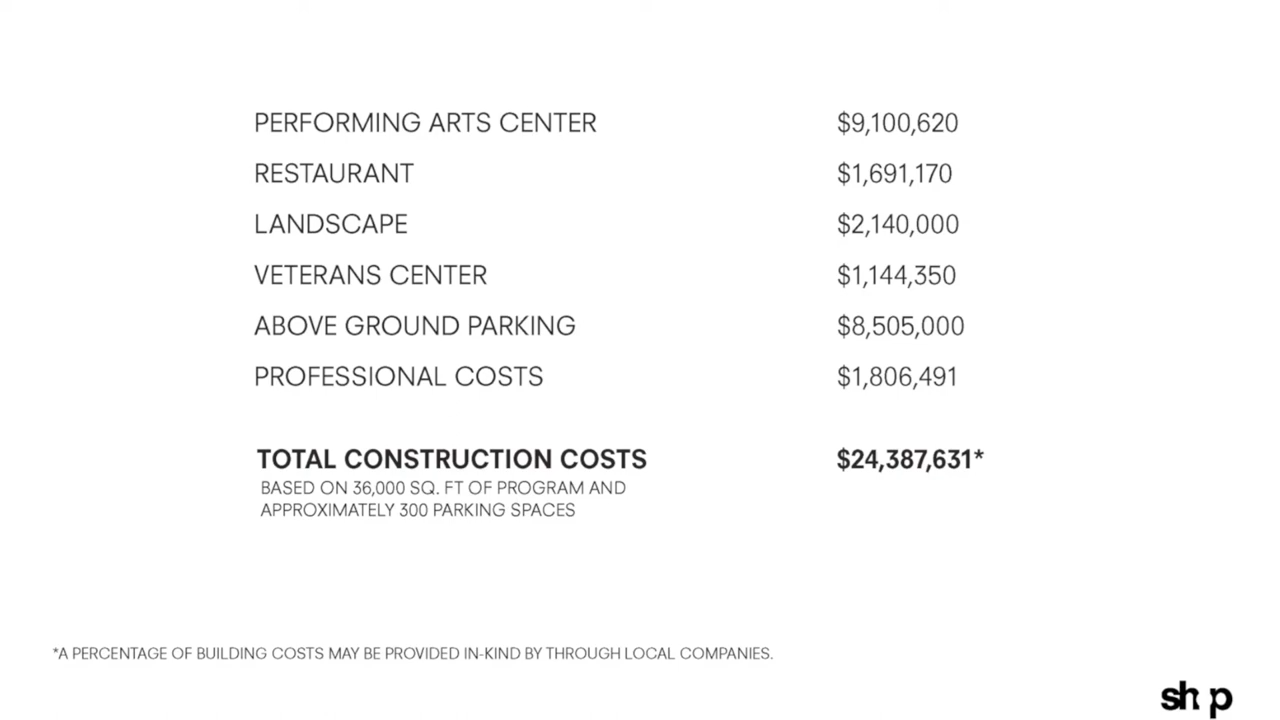 PERFORMING ARTS CENTER $9,100,620
RESTAURANT $1,691,170
LANDSCAPE $2,140,000
VETERANS CENTER $1,144,350
ABOVE GROUND PARKING $8,505,000
PROFESSIONAL COSTS $1,806,491
TOTAL CONSTRUCTION COSTS $24,387,631*
BASED ON 36,000 SQ. FT OF PROGRAM AND
APPROXIMATELY 300 PARKING SPACES
*A PERCENTAGE OF BUILDING COSTS MAY BE PROVIDED IN-KIND BY THROUGH LOCAL COMPANIES.
shop